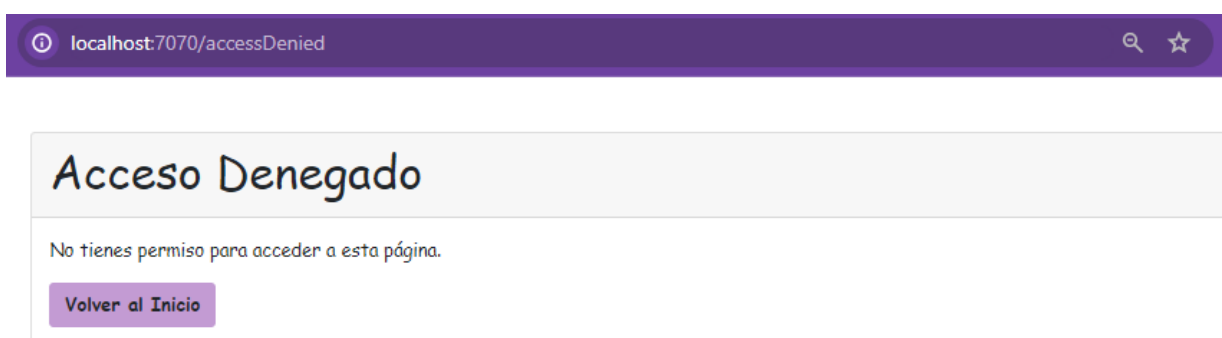 localhost:7070/accessDenied
Acceso Denegado
No tienes permiso para acceder a esta página.
Volver al Inicio